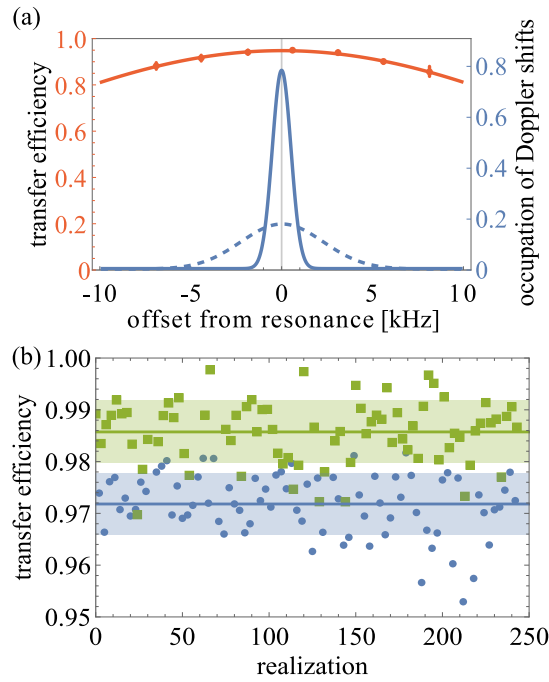 (a)
transfer efficiency
1.0
0.8
0.6
0.4
0.2
0
0.8
0.6
0.4
0.2
0
occupation of Doppler shifts
-10 -5 0 5 10
offset from resonance [kHz]
(b)
transfer efficiency
1.00
0.99
0.98
0.97
0.96
0.95
0 50 100 150 200 250
realization